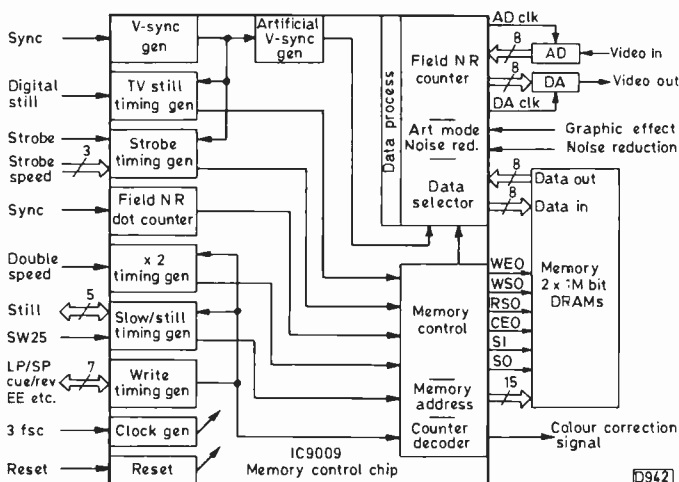 Sync
V-sync
gen
Artificial
V-sync
gen
Digital
still
TV still
timing gen
Strobe
Strobe
speed
3
Strobe
timing gen
Sync
Field NR
dot counter
Double
speed
x 2
timing gen
Still
5
SW25
Slow/still
timing gen
LP/SP
cue/rev
EE etc.
7
Write
timing gen
3 fsc
Clock gen
Reset
Reset
IC9009
Memory control chip
Data process
Field NR
counter
Art mode
Noise red.
Data
selector
Memory
control
Memory
address
Counter
decoder
AD clk
8
AD
Video in
8
DA
Video out
DA clk
Graphic effect
Noise reduction
8
Data out
8
Data in
WEO
WSO
RSO
CEO
SI
SO
15
Memory
2 x 1M bit
DRAMs
Colour correction
signal
D942